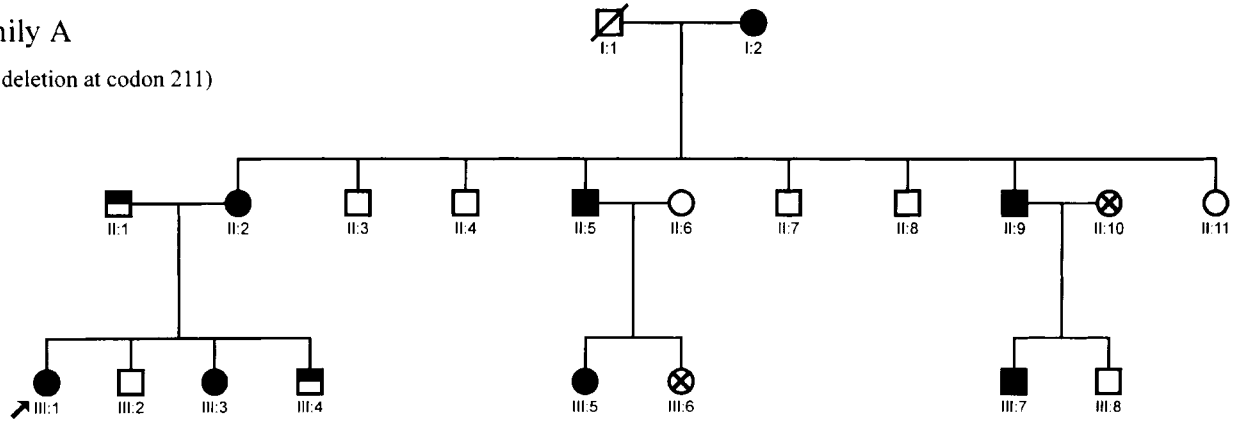 mily A
deletion at codon 211)
I:1 I:2
II:1 II:2 II:3 II:4 II:5 II:6 II:7 II:8 II:9 II:10 II:11
III:1 III:2 III:3 III:4 III:5 III:6 III:7 III:8